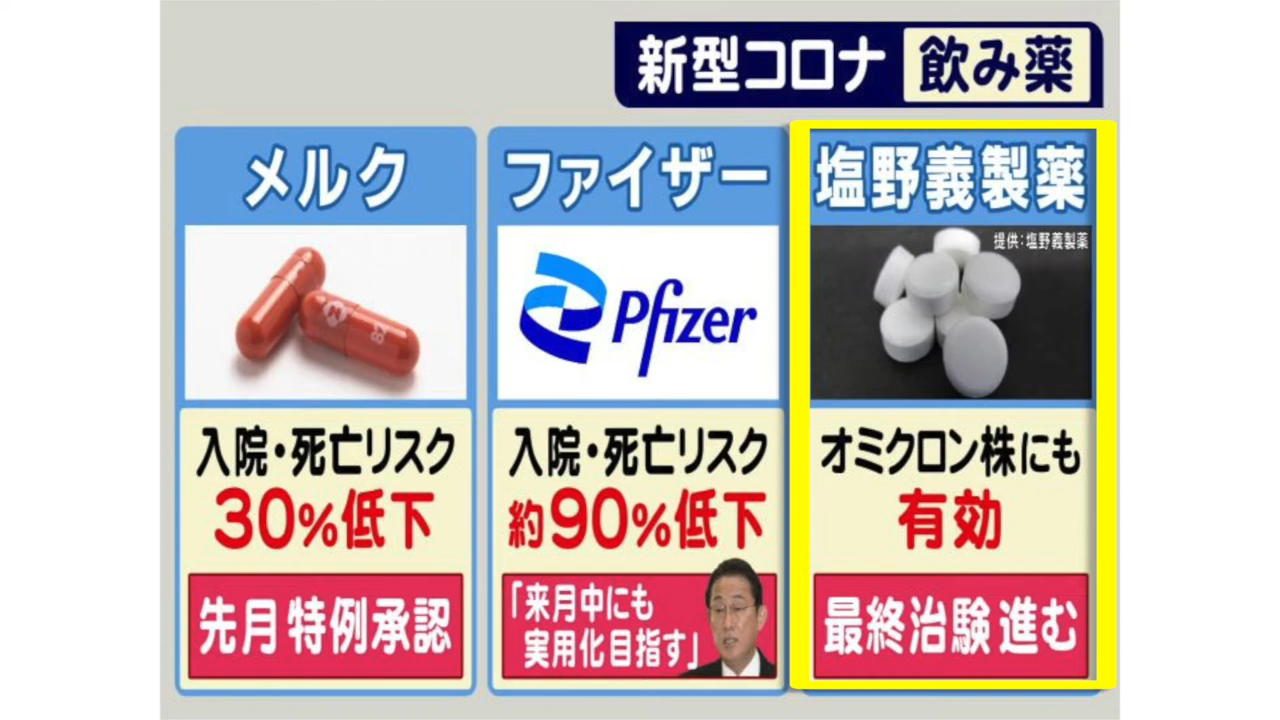 新型コロナ 飲み薬
メルク
入院・死亡リスク
30%低下
先月特例承認
ファイザー
Pfizer
入院・死亡リスク
約90%低下
「来月中にも
実用化目指す」
塩野義製薬
提供:塩野義製薬
オミクロン株にも
有効
最終治験進む